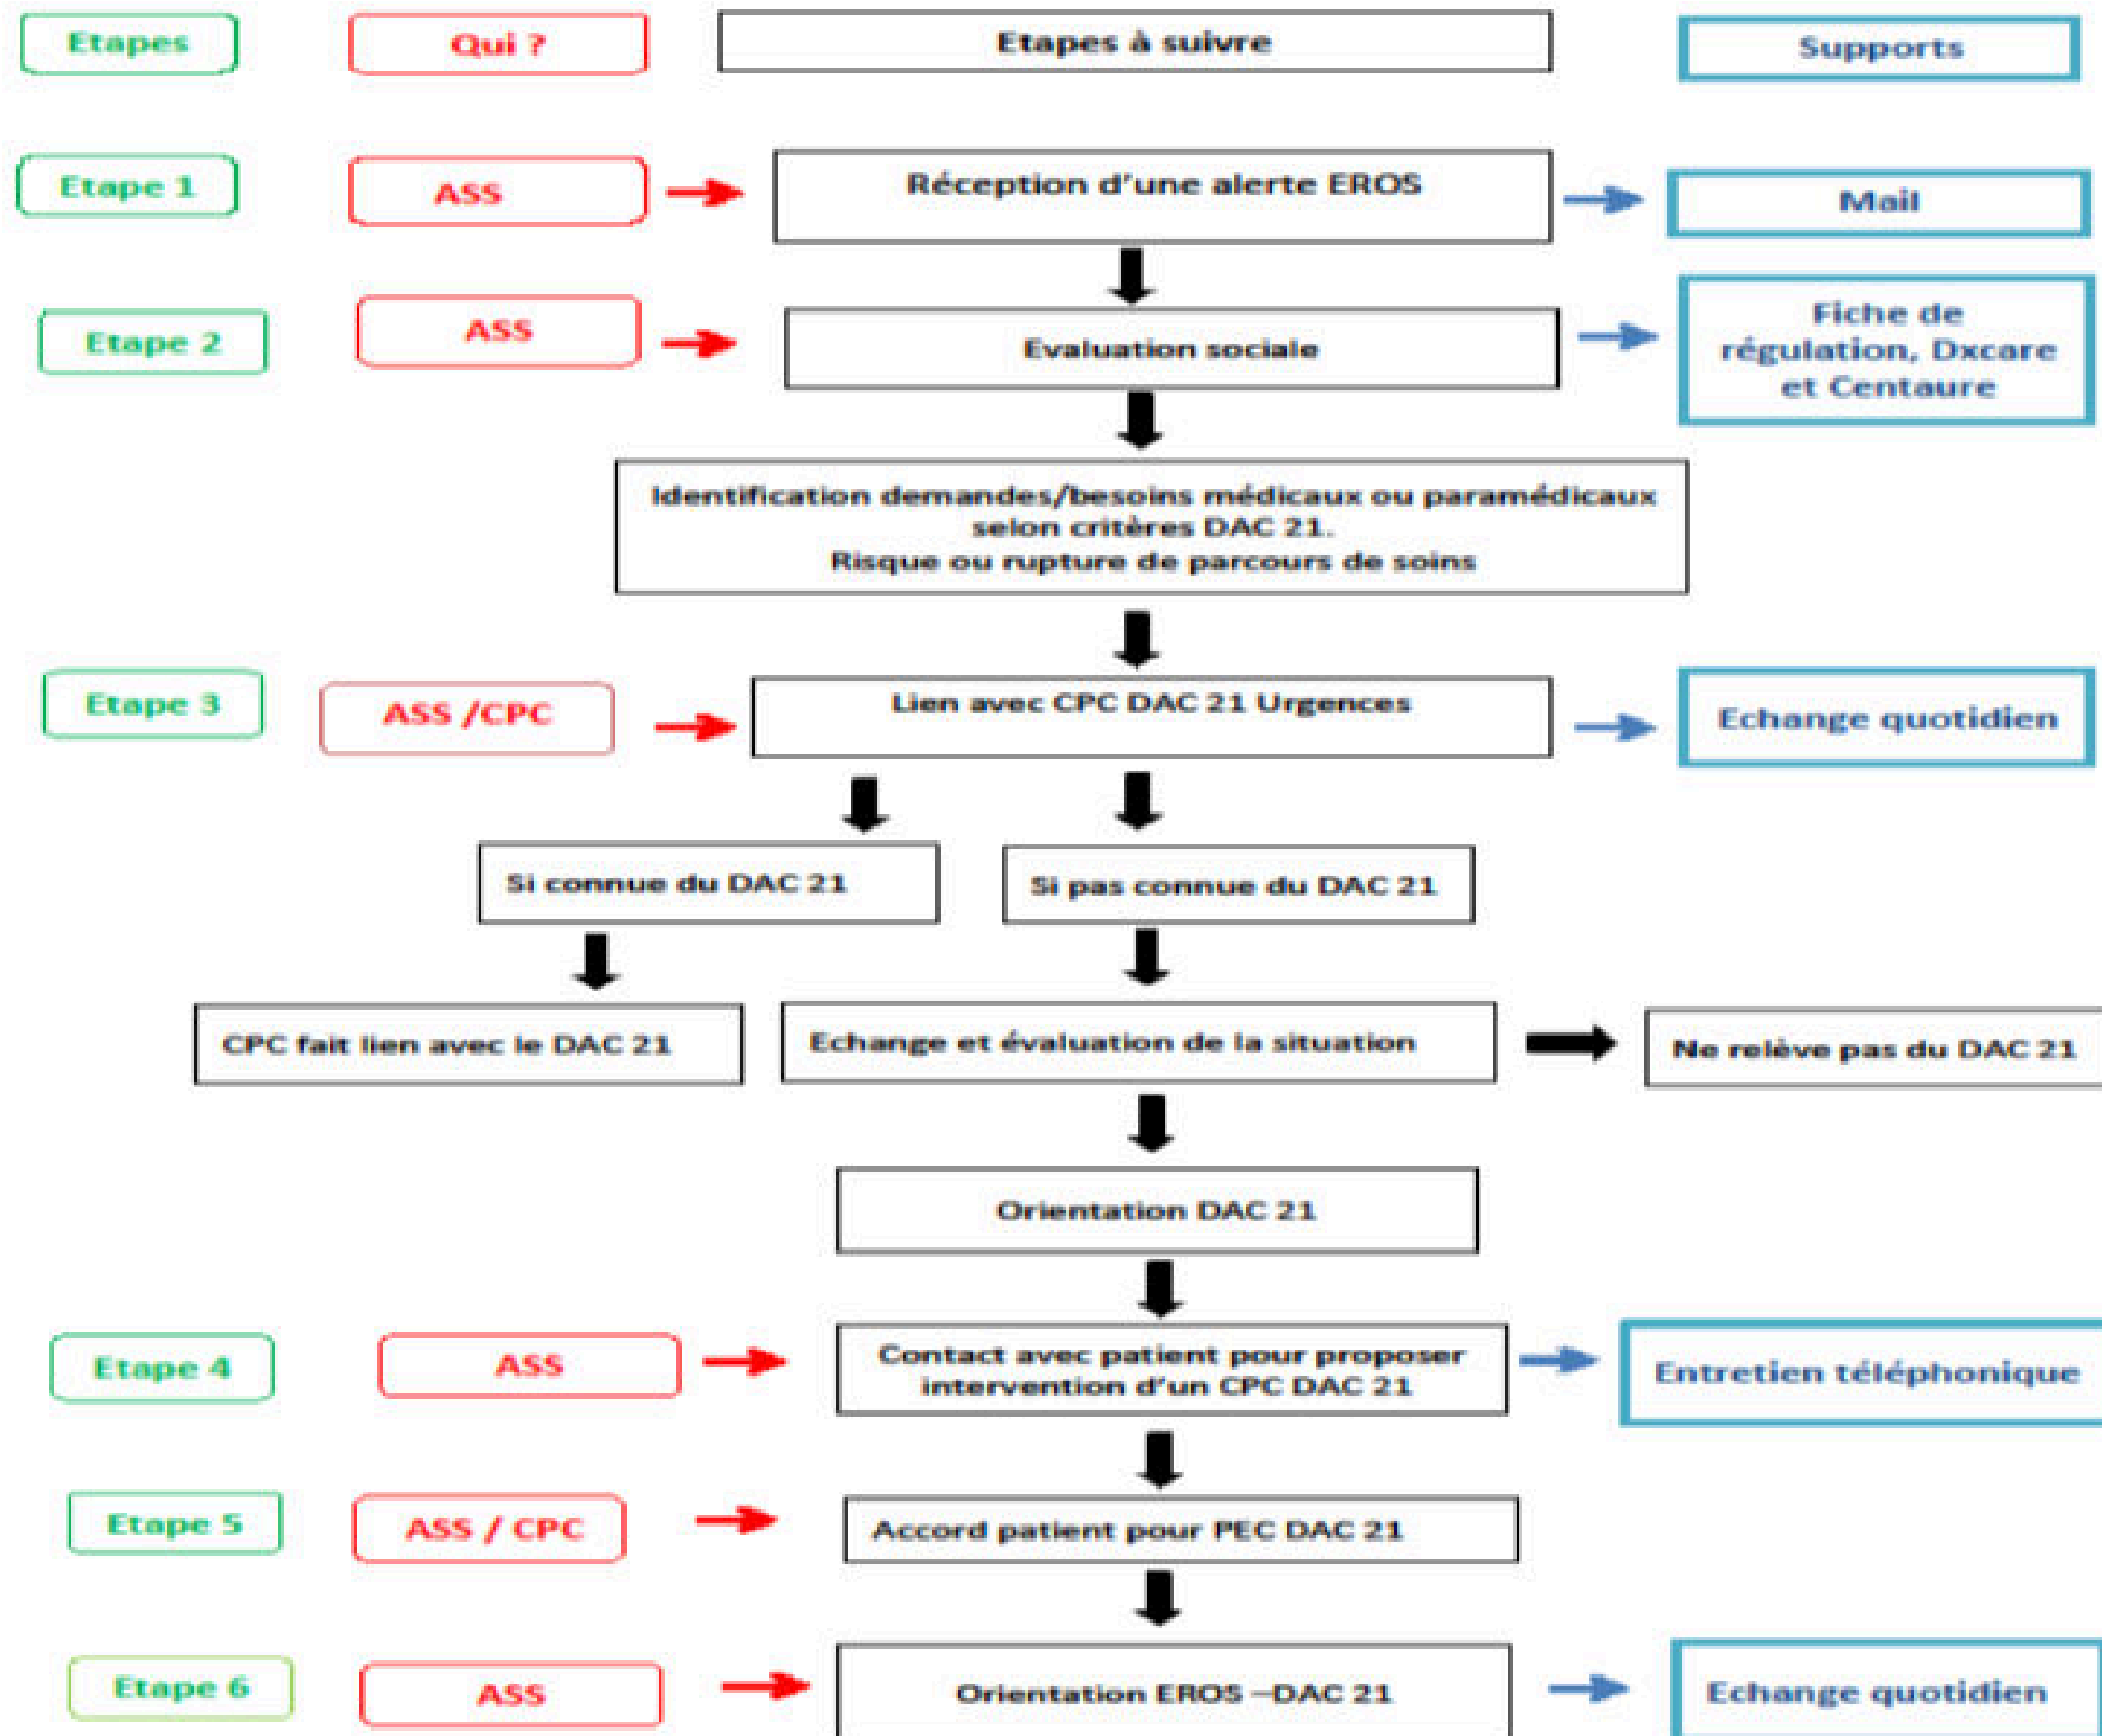 Etapes
Qui ?
Etapes à suivre
Supports
Etape 1
ASS
Réception d’une alerte EROS
Mail
Etape 2
ASS
Evaluation sociale
Fiche de
régulation, Dxcare
et Centaure
Identification demandes/besoins médicaux ou paramédicaux
selon critères DAC 21.
Risque ou rupture de parcours de soins
Etape 3
ASS /CPC
Lien avec CPC DAC 21 Urgences
Echange quotidien
Si connue du DAC 21
Si pas connue du DAC 21
CPC fait lien avec le DAC 21
Echange et évaluation de la situation
Ne relève pas du DAC 21
Orientation DAC 21
Etape 4
ASS
Contact avec patient pour proposer
intervention d’un CPC DAC 21
Entretien téléphonique
Etape 5
ASS / CPC
Accord patient pour PEC DAC 21
Etape 6
ASS
Orientation EROS –DAC 21
Echange quotidien